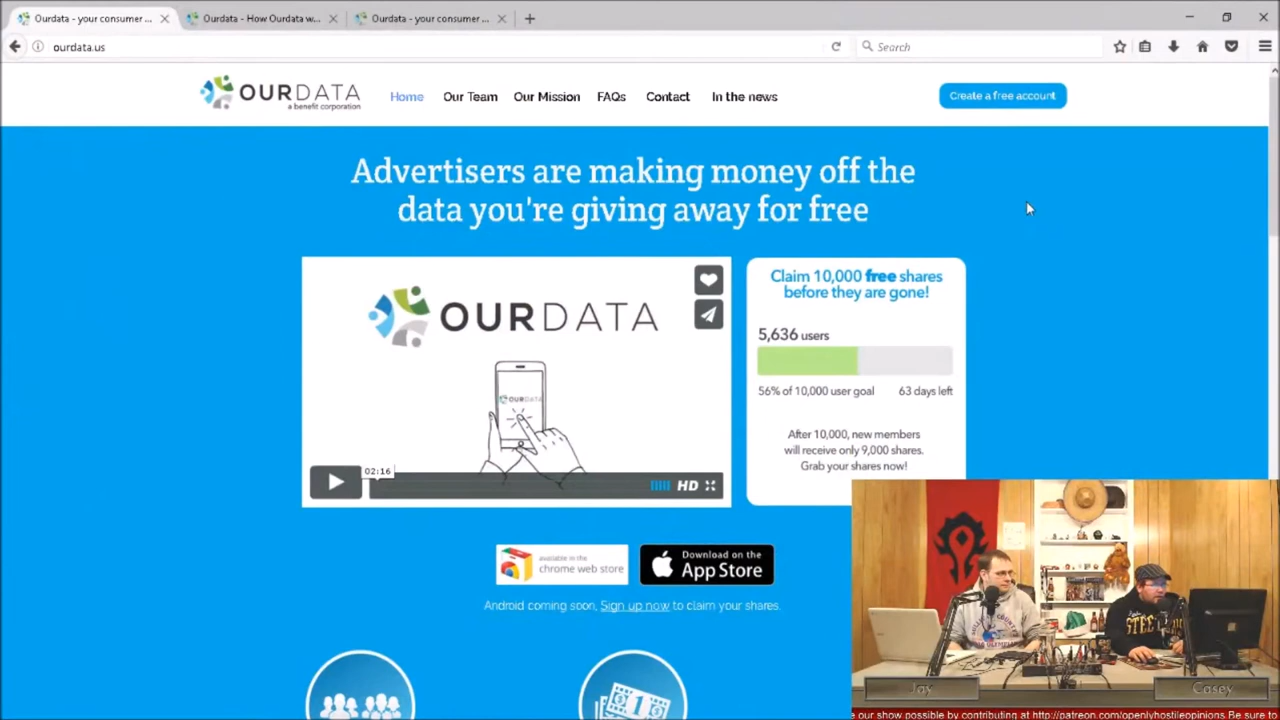 Ourdata - your consumer ...
Ourdata - How Ourdata w...
Ourdata - your consumer ...
ourdata.us
Search
OURDATA
a benefit corporation
Home
Our Team
Our Mission
FAQs
Contact
In the news
Create a free account
Advertisers are making money off the
data you're giving away for free
OURDATA
OURDATA
02:16
HD
Claim 10,000 free shares
before they are gone!
5,636 users
56% of 10,000 user goal
63 days left
After 10,000, new members
will receive only 9,000 shares.
Grab your shares now!
available in the
chrome web store
Download on the
App Store
Android coming soon, Sign up now to claim your shares.
Jay
Casey
e our show possible by contributing at http://patreon.com/openlyhostileopinions.Be sure to